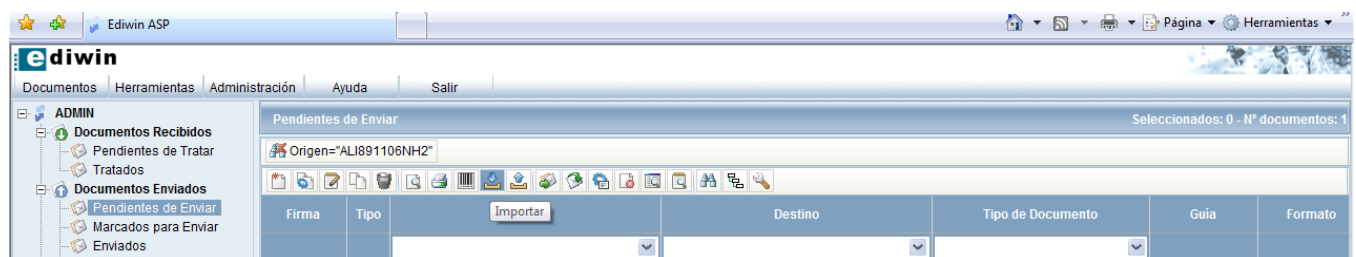 Ediwin ASP
Página
Herramientas
ediwin
Documentos Herramientas Administración Ayuda Salir
ADMIN
Documentos Recibidos
Pendientes de Tratar
Tratados
Documentos Enviados
Pendientes de Enviar
Marcados para Enviar
Enviados
Pendientes de Enviar Seleccionados: 0 - Nº documentos: 1
Origen="ALI891106NH2"
Importar
Firma Tipo Destino Tipo de Documento Guia Formato